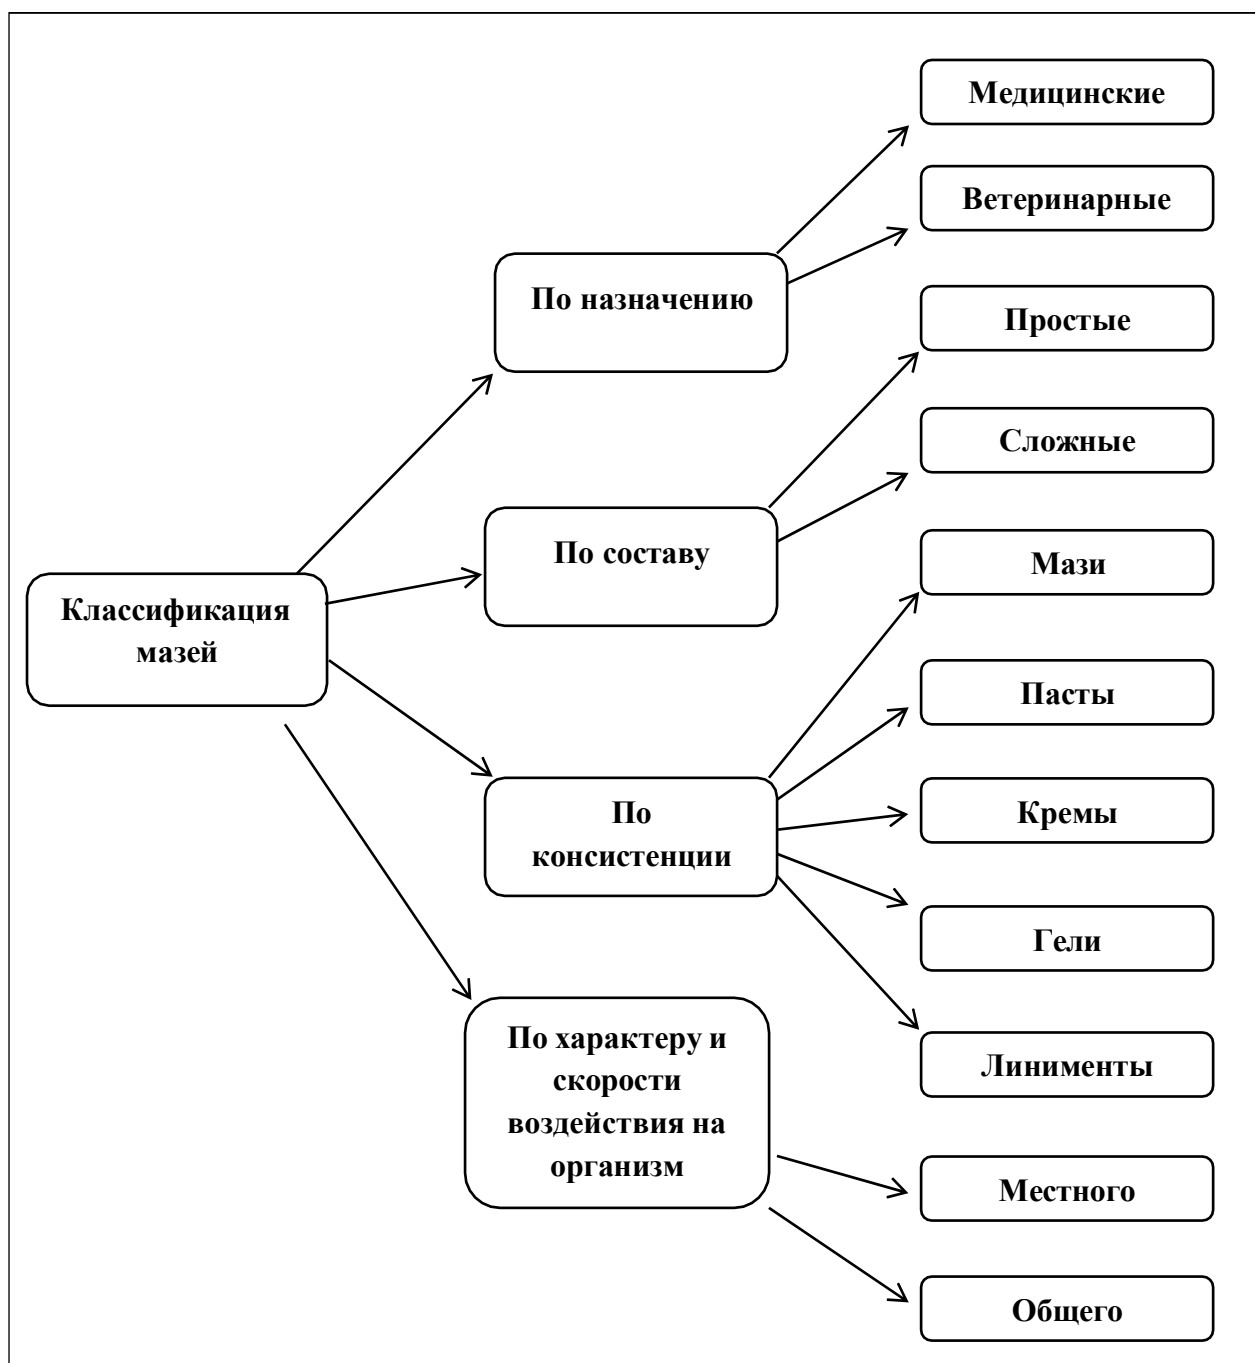 Классификация
мазей
По назначению
Медицинские
Ветеринарные
По составу
Простые
Сложные
По
консистенции
Мази
Пасты
Кремы
Гели
Линименты
По характеру и
скорости
воздействия на
организм
Местного
Общего